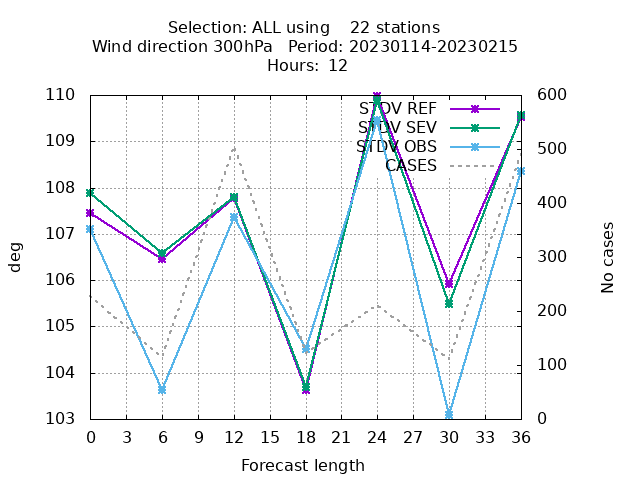 Selection: ALL using    22 stations
Wind direction 300hPa   Period: 20230114-20230215
Hours: 12
110
109
108
107
106
105
104
103
deg
600
500
400
300
200
100
0
No cases
STDV REF
STDV SEV
STDV OBS
CASES
0 3 6 9 12 15 18 21 24 27 30 33 36
Forecast length